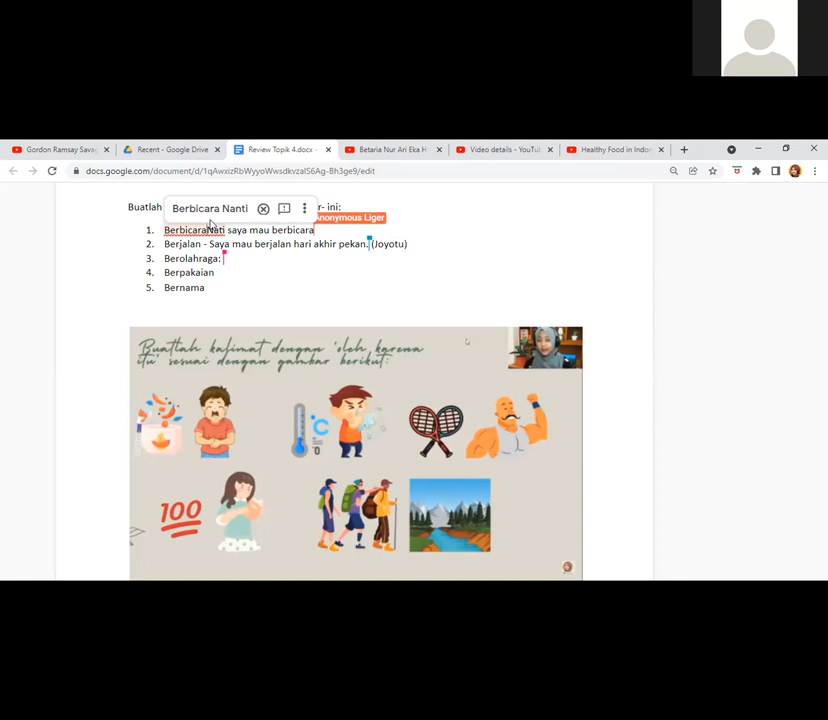 Gordon Ramsay Savag
Recent - Google Drive
Review Topik 4.docx -
Betaria Nur Ari Eka H
Video details - YouTu
Healthy Food in Indon
docs.google.com/document/d/1qAwxizRbWyyoWwsdkvzalS6Ag-Bh3ge9/edit
Buatlah
Berbicara Nanti
r- ini:
Anonymous Liger
1. saya mau berbicara
2. Berjalan - Saya mau berjalan hari akhir pekan. (Joyotu)
3. Berolahraga:
4. Berpakaian
5. Bernama
Buatlah kalimat dengan 'oleh karena
itu' sesuai dengan gambar berikut:
°C
100